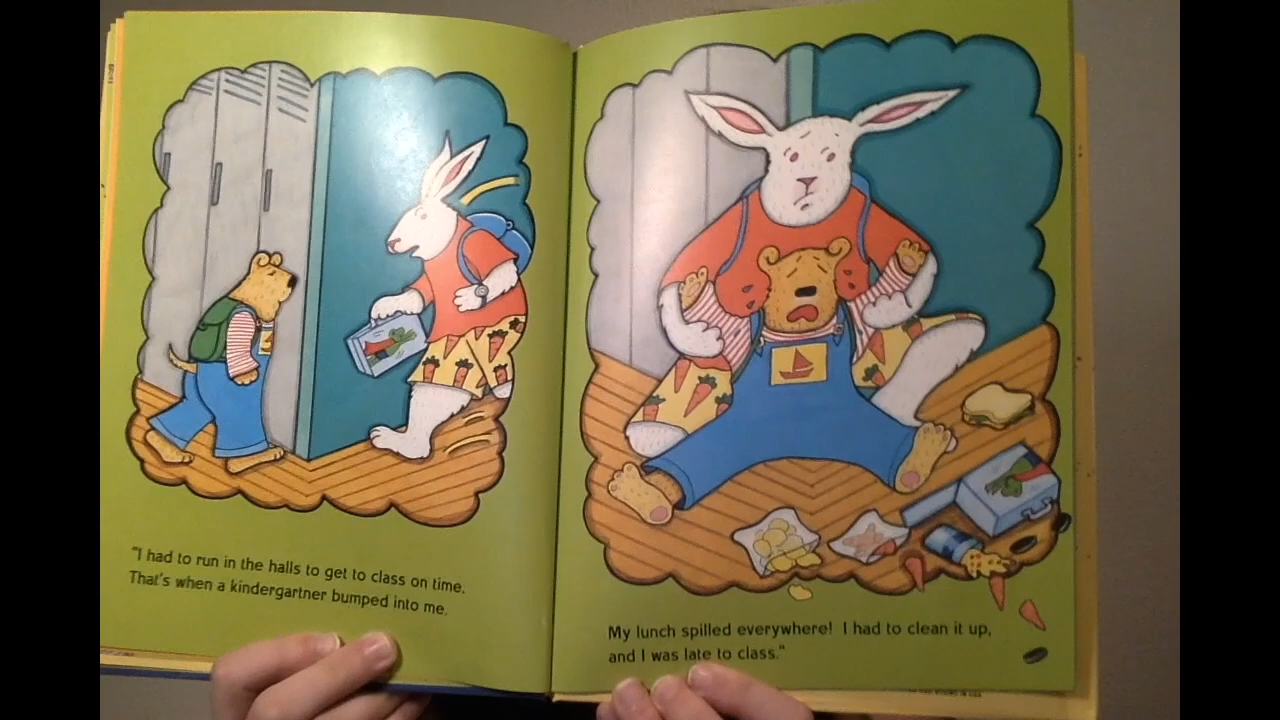 "I had to run in the halls to get to class on time.
That's when a kindergartner bumped into me.
My lunch spilled everywhere! I had to clean it up,
and I was late to class."